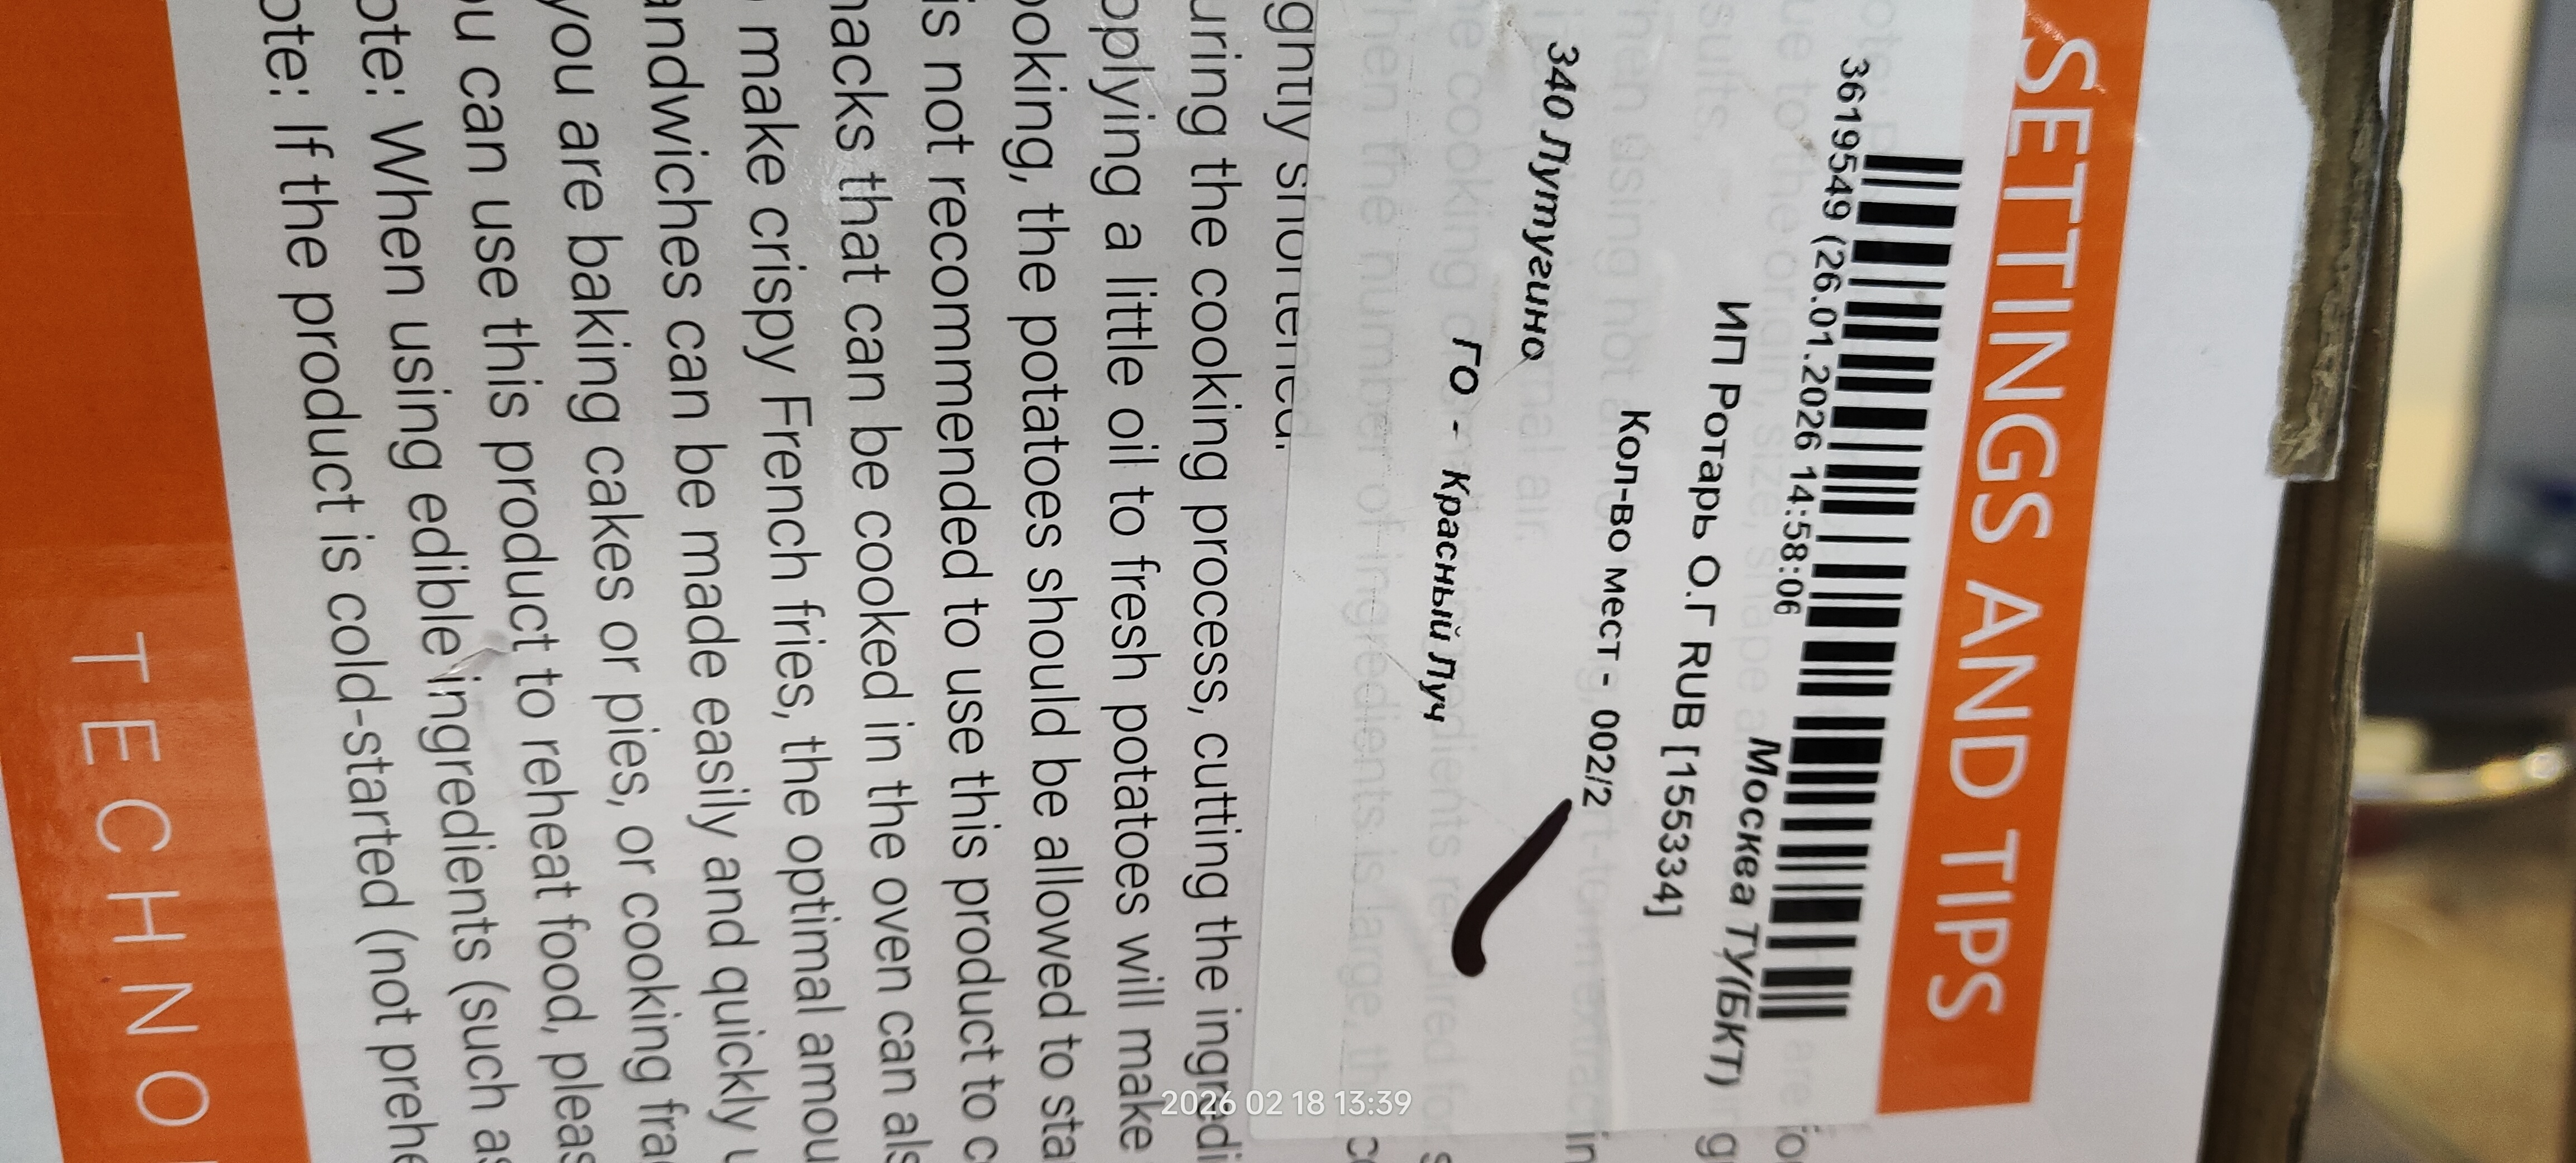 SETTINGS AND TIPS
3619549 (26.01.2026 14:58:06
Москва ТУ(БКТ)
ИП Ротарь О.Г RUB [155334]
Кол-во мест - 002/2
340 Лутугино
ГО - Красный Луч
ghtly shortened.
uring the cooking process, cutting the ingredi
pplying a little oil to fresh potatoes will make
ooking, the potatoes should be allowed to sta
is not recommended to use this product to c
nacks that can be cooked in the oven can als
make crispy French fries, the optimal amou
andwiches can be made easily and quickly u
you are baking cakes or pies, or cooking frag
ou can use this product to reheat food, pleas
ote: When using edible ingredients (such as
ote: If the product is cold-started (not prehe
TECHNO
2026 02 18 13:39